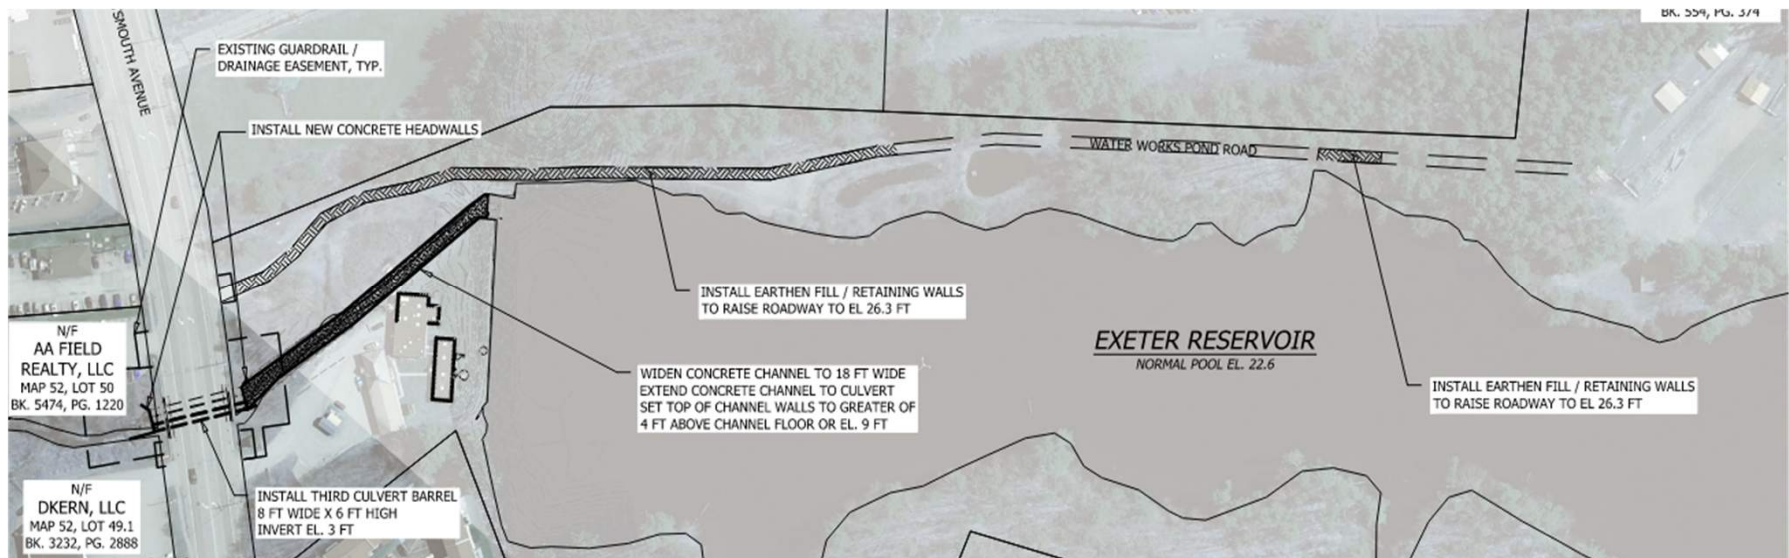 BK. 554, PG. 374
SMOUTH AVENUE
EXISTING GUARDRAIL /
DRAINAGE EASEMENT, TYP.
INSTALL NEW CONCRETE HEADWALLS
WATER WORKS POND ROAD
INSTALL EARTHEN FILL / RETAINING WALLS
TO RAISE ROADWAY TO EL 26.3 FT
EXETER RESERVOIR
NORMAL POOL EL. 22.6
N/F
AA FIELD
REALTY, LLC
MAP 52, LOT 50
BK. 5474, PG. 1220
WIDEN CONCRETE CHANNEL TO 18 FT WIDE
EXTEND CONCRETE CHANNEL TO CULVERT
SET TOP OF CHANNEL WALLS TO GREATER OF
4 FT ABOVE CHANNEL FLOOR OR EL. 9 FT
INSTALL EARTHEN FILL / RETAINING WALLS
TO RAISE ROADWAY TO EL 26.3 FT
N/F
DKERN, LLC
MAP 52, LOT 49.1
BK. 3232, PG. 2888
INSTALL THIRD CULVERT BARREL
8 FT WIDE X 6 FT HIGH
INVERT EL. 3 FT